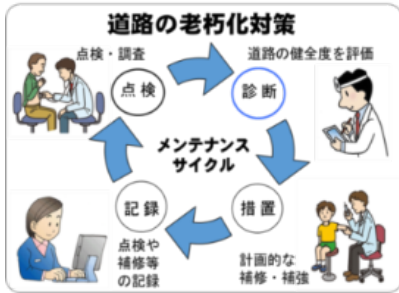 道路の老朽化対策
点検・調査
道路の健全度を評価
点検
診断
メンテナンス
サイクル
記録
措置
点検や
補修等
の記録
計画的な
補修・補強